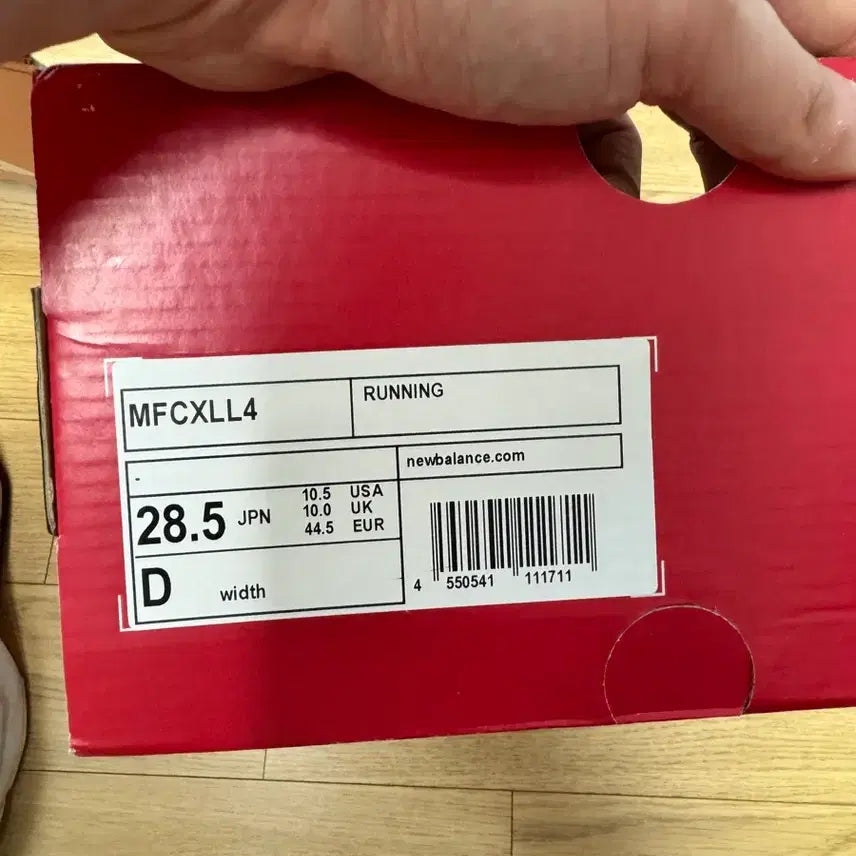 MFCXLL4
RUNNING
-
newbalance.com
28.5 JPN
10.5 USA
10.0 UK
44.5 EUR
D width
4 550541 111711